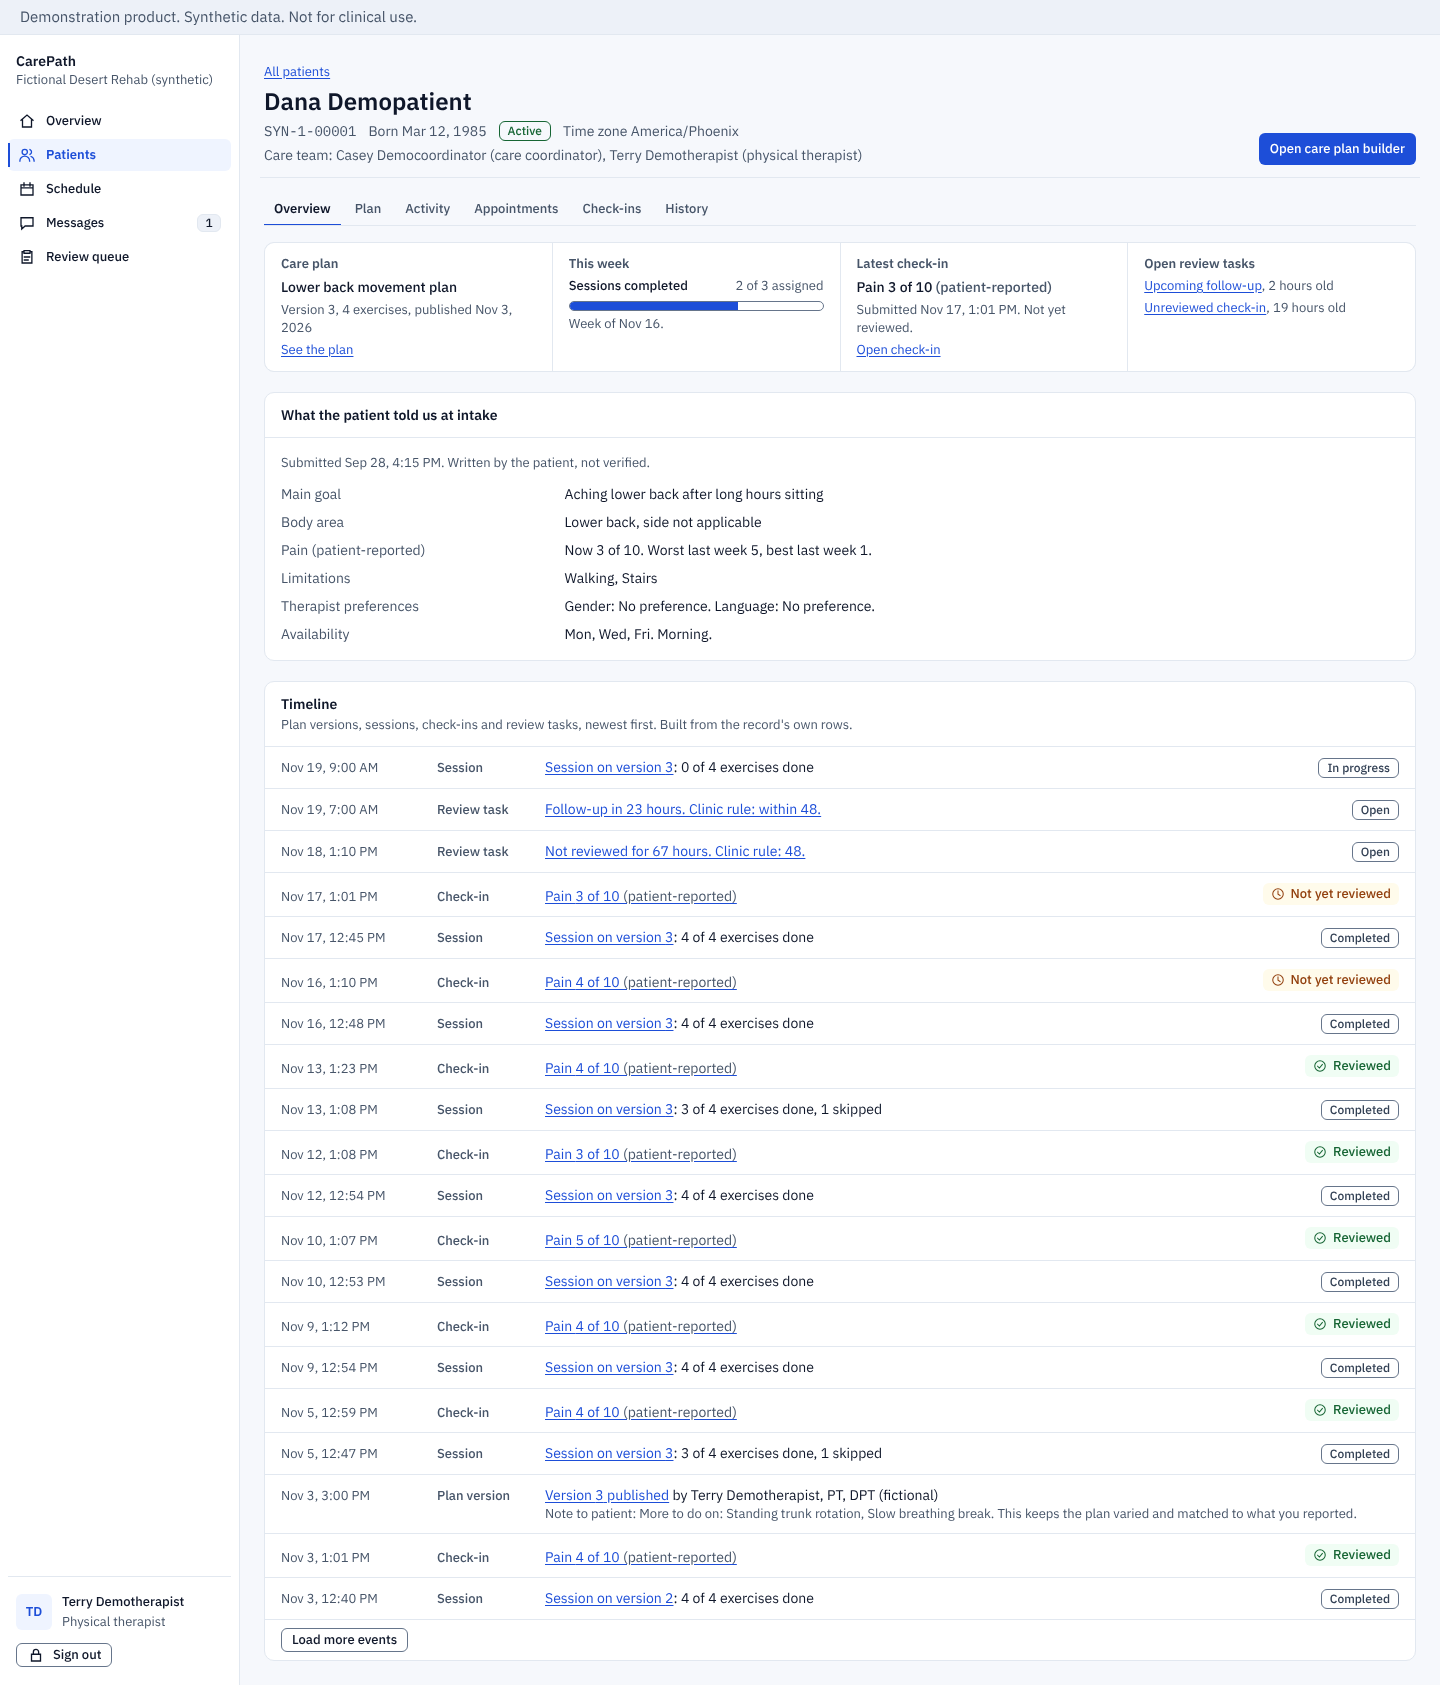 Demonstration product. Synthetic data. Not for clinical use.
CarePath
Fictional Desert Rehab (synthetic)
Overview
Patients
Schedule
Messages 1
Review queue
All patients
Dana Demopatient
SYN-1-00001 Born Mar 12, 1985 Active Time zone America/Phoenix
Care team: Casey Democoordinator (care coordinator), Terry Demotherapist (physical therapist)
Open care plan builder
Overview Plan Activity Appointments Check-ins History
Care plan
Lower back movement plan
Version 3, 4 exercises, published Nov 3,
2026
See the plan
This week
Sessions completed 2 of 3 assigned
Week of Nov 16.
Latest check-in
Pain 3 of 10 (patient-reported)
Submitted Nov 17, 1:01 PM. Not yet
reviewed.
Open check-in
Open review tasks
Upcoming follow-up, 2 hours old
Unreviewed check-in, 19 hours old
What the patient told us at intake
Submitted Sep 28, 4:15 PM. Written by the patient, not verified.
Main goal Aching lower back after long hours sitting
Body area Lower back, side not applicable
Pain (patient-reported) Now 3 of 10. Worst last week 5, best last week 1.
Limitations Walking, Stairs
Therapist preferences Gender: No preference. Language: No preference.
Availability Mon, Wed, Fri. Morning.
Timeline
Plan versions, sessions, check-ins and review tasks, newest first. Built from the record's own rows.
Nov 19, 9:00 AM Session Session on version 3: 0 of 4 exercises done In progress
Nov 19, 7:00 AM Review task Follow-up in 23 hours. Clinic rule: within 48. Open
Nov 18, 1:10 PM Review task Not reviewed for 67 hours. Clinic rule: 48. Open
Nov 17, 1:01 PM Check-in Pain 3 of 10 (patient-reported) Not yet reviewed
Nov 17, 12:45 PM Session Session on version 3: 4 of 4 exercises done Completed
Nov 16, 1:10 PM Check-in Pain 4 of 10 (patient-reported) Not yet reviewed
Nov 16, 12:48 PM Session Session on version 3: 4 of 4 exercises done Completed
Nov 13, 1:23 PM Check-in Pain 4 of 10 (patient-reported) Reviewed
Nov 13, 1:08 PM Session Session on version 3: 3 of 4 exercises done, 1 skipped Completed
Nov 12, 1:08 PM Check-in Pain 3 of 10 (patient-reported) Reviewed
Nov 12, 12:54 PM Session Session on version 3: 4 of 4 exercises done Completed
Nov 10, 1:07 PM Check-in Pain 5 of 10 (patient-reported) Reviewed
Nov 10, 12:53 PM Session Session on version 3: 4 of 4 exercises done Completed
Nov 9, 1:12 PM Check-in Pain 4 of 10 (patient-reported) Reviewed
Nov 9, 12:54 PM Session Session on version 3: 4 of 4 exercises done Completed
Nov 5, 12:59 PM Check-in Pain 4 of 10 (patient-reported) Reviewed
Nov 5, 12:47 PM Session Session on version 3: 3 of 4 exercises done, 1 skipped Completed
Nov 3, 3:00 PM Plan version Version 3 published by Terry Demotherapist, PT, DPT (fictional)
Note to patient: More to do on: Standing trunk rotation, Slow breathing break. This keeps the plan varied and matched to what you reported.
Nov 3, 1:01 PM Check-in Pain 4 of 10 (patient-reported) Reviewed
Nov 3, 12:40 PM Session Session on version 2: 4 of 4 exercises done Completed
Load more events
TD
Terry Demotherapist
Physical therapist
Sign out